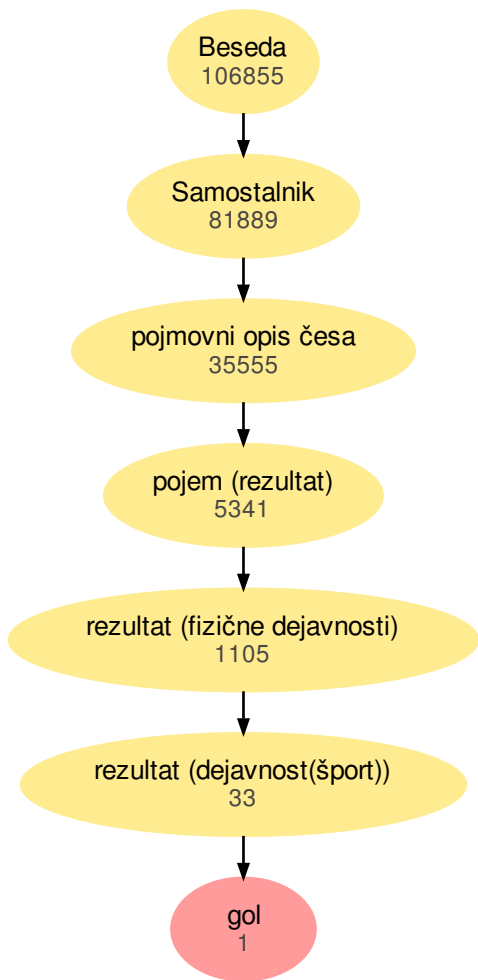 Beseda
106855
Samostalnik
81889
pojmovni opis česa
35555
pojem (rezultat)
5341
rezultat (fizične dejavnosti)
1105
rezultat (dejavnost(šport))
33
gol
1